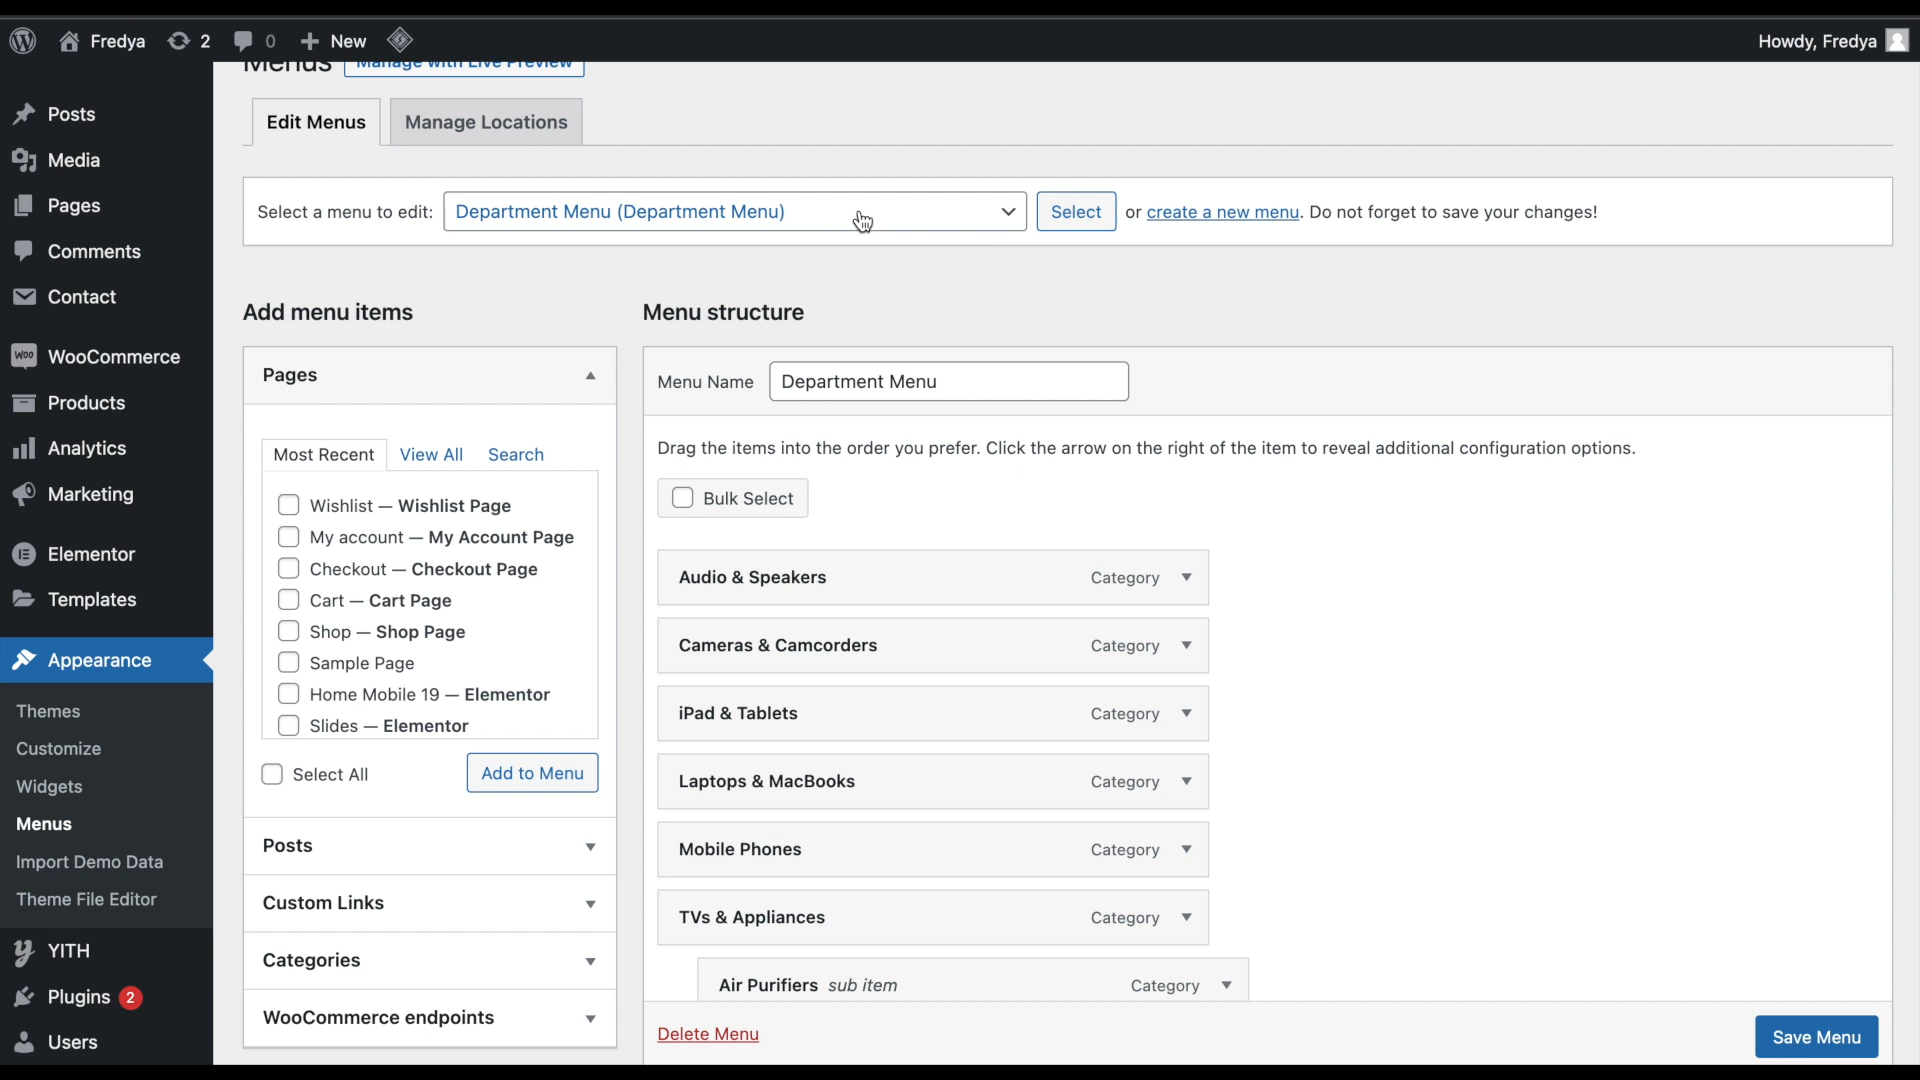 Fredya 2 0 New Howdy, Fredya
Menus Manage with Live Preview
Edit Menus Manage Locations
Select a menu to edit: Department Menu (Department Menu) Select or create a new menu. Do not forget to save your changes!
Posts
Media
Pages
Comments
Contact
WooCommerce
Products
Analytics
Marketing
Elementor
Templates
Appearance
Themes
Customize
Widgets
Menus
Import Demo Data
Theme File Editor
YITH
Plugins 2
Users
Add menu items
Pages
Most Recent View All Search
Wishlist — Wishlist Page
My account — My Account Page
Checkout — Checkout Page
Cart — Cart Page
Shop — Shop Page
Sample Page
Home Mobile 19 — Elementor
Slides — Elementor
Select All Add to Menu
Posts
Custom Links
Categories
WooCommerce endpoints
Menu structure
Menu Name Department Menu
Drag the items into the order you prefer. Click the arrow on the right of the item to reveal additional configuration options.
Bulk Select
Audio & Speakers Category
Cameras & Camcorders Category
iPad & Tablets Category
Laptops & MacBooks Category
Mobile Phones Category
TVs & Appliances Category
Air Purifiers sub item Category
Delete Menu Save Menu